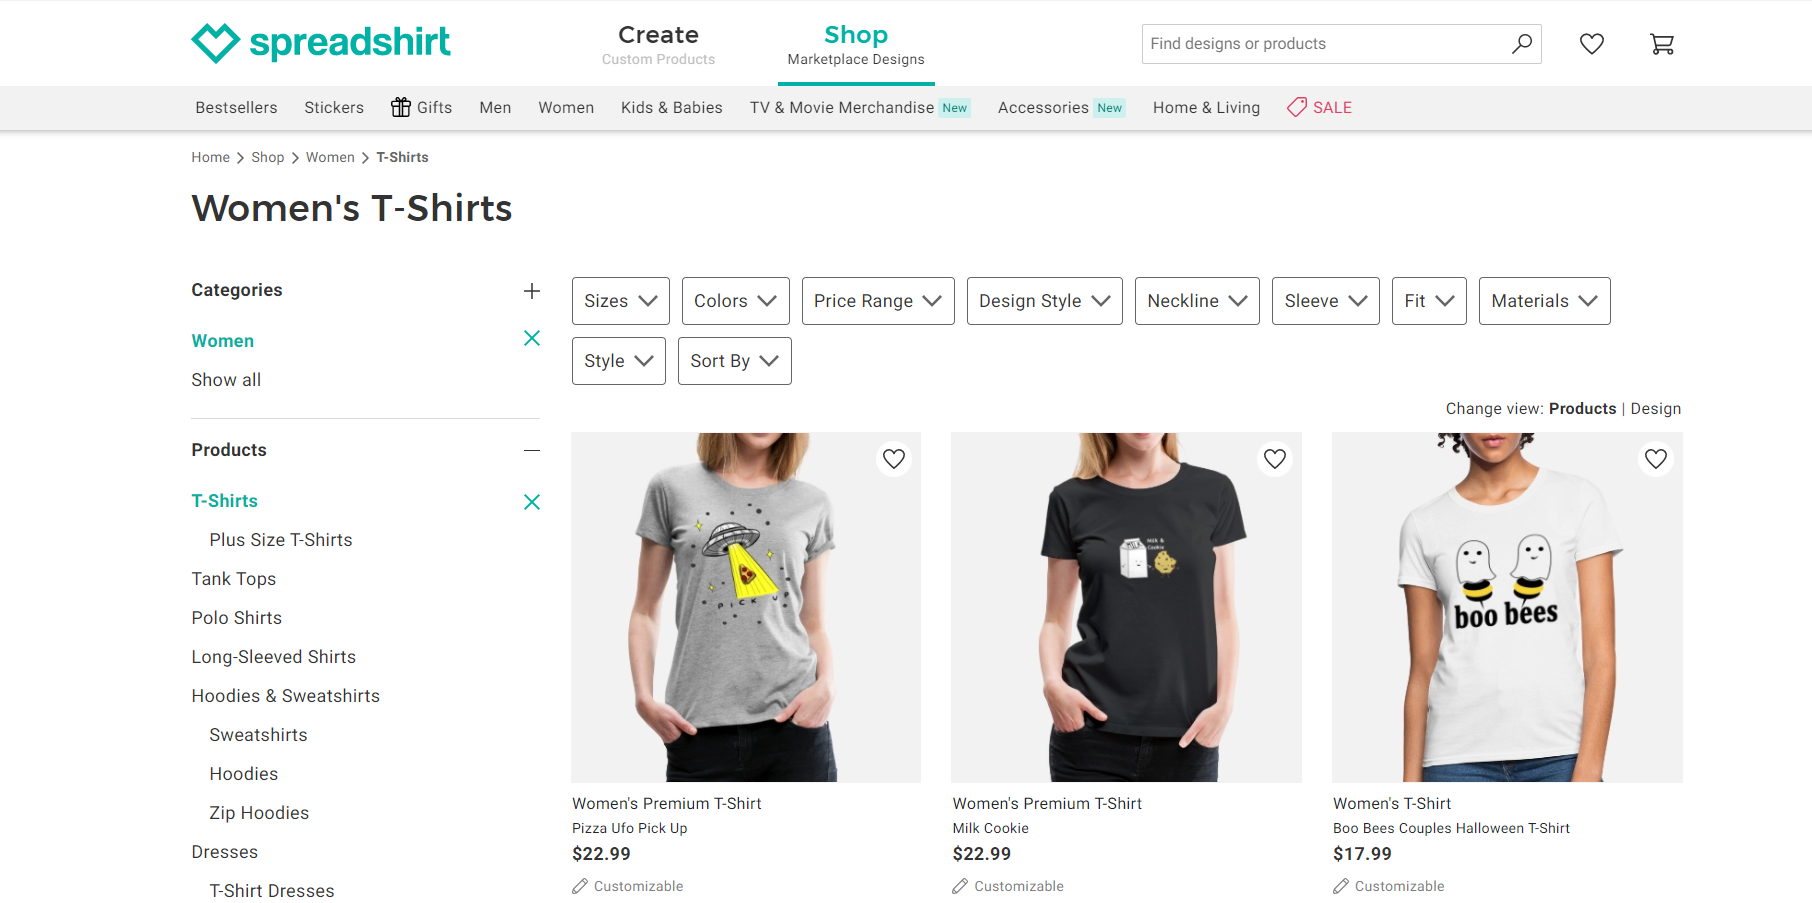 spreadshirt
Create
Custom Products
Shop
Marketplace Designs
Find designs or products
Bestsellers Stickers Gifts Men Women Kids & Babies TV & Movie Merchandise New Accessories New Home & Living SALE
Home Shop Women T-Shirts
Women's T-Shirts
Categories
Women
Show all
Products
T-Shirts
Plus Size T-Shirts
Tank Tops
Polo Shirts
Long-Sleeved Shirts
Hoodies & Sweatshirts
Sweatshirts
Hoodies
Zip Hoodies
Dresses
T-Shirt Dresses
Sizes Colors Price Range Design Style Neckline Sleeve Fit Materials
Style Sort By
Change view: Products | Design
PICK UP
Women's Premium T-Shirt
Pizza Ufo Pick Up
$22.99
Customizable
MILK
Milk &
Cookie
Women's Premium T-Shirt
Milk Cookie
$22.99
Customizable
boo bees
Women's T-Shirt
Boo Bees Couples Halloween T-Shirt
$17.99
Customizable